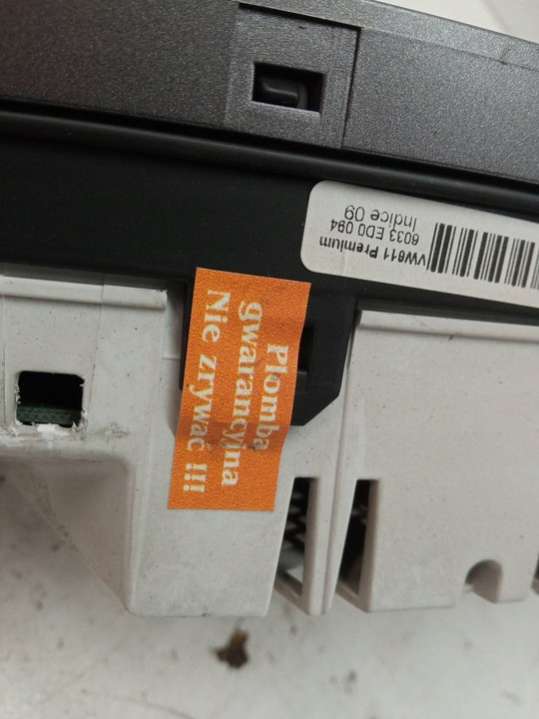 VW611 Premium
6033 ED0 094
Indice 09
Plomba
gwarancyjna
Nie zrywać !!!